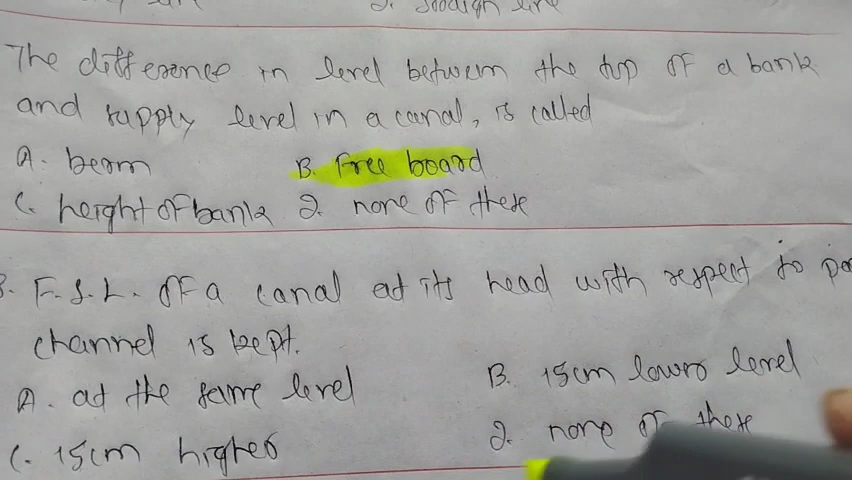 The difference in level between the top of a bank
and supply level in a canal, is called
A. berm B. free board
C. height of bank D. none of these
3. F.S.L. of a canal at its head with respect to
channel is kept.
A. at the same level B. 15cm lower level
C. 15cm higher D. none of these